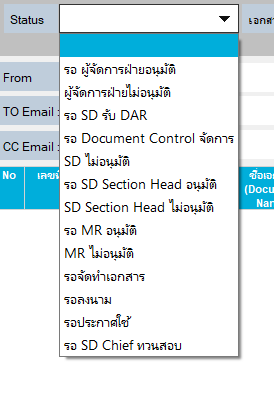 Status
เอกส
รอ ผู้จัดการฝ่ายอนุมัติ
ผู้จัดการฝ่ายไม่อนุมัติ
รอ SD รับ DAR
รอ Document Control จัดการ
SD ไม่อนุมัติ
รอ SD Section Head อนุมัติ
SD Section Head ไม่อนุมัติ
รอ MR อนุมัติ
MR ไม่อนุมัติ
รอจัดทำเอกสาร
รอลงนาม
รอประกาศใช้
รอ SD Chief ทวนสอบ
From
TO Email :
CC Email :
No
เลขที่
ชื่อเอก
(Docu
Nan